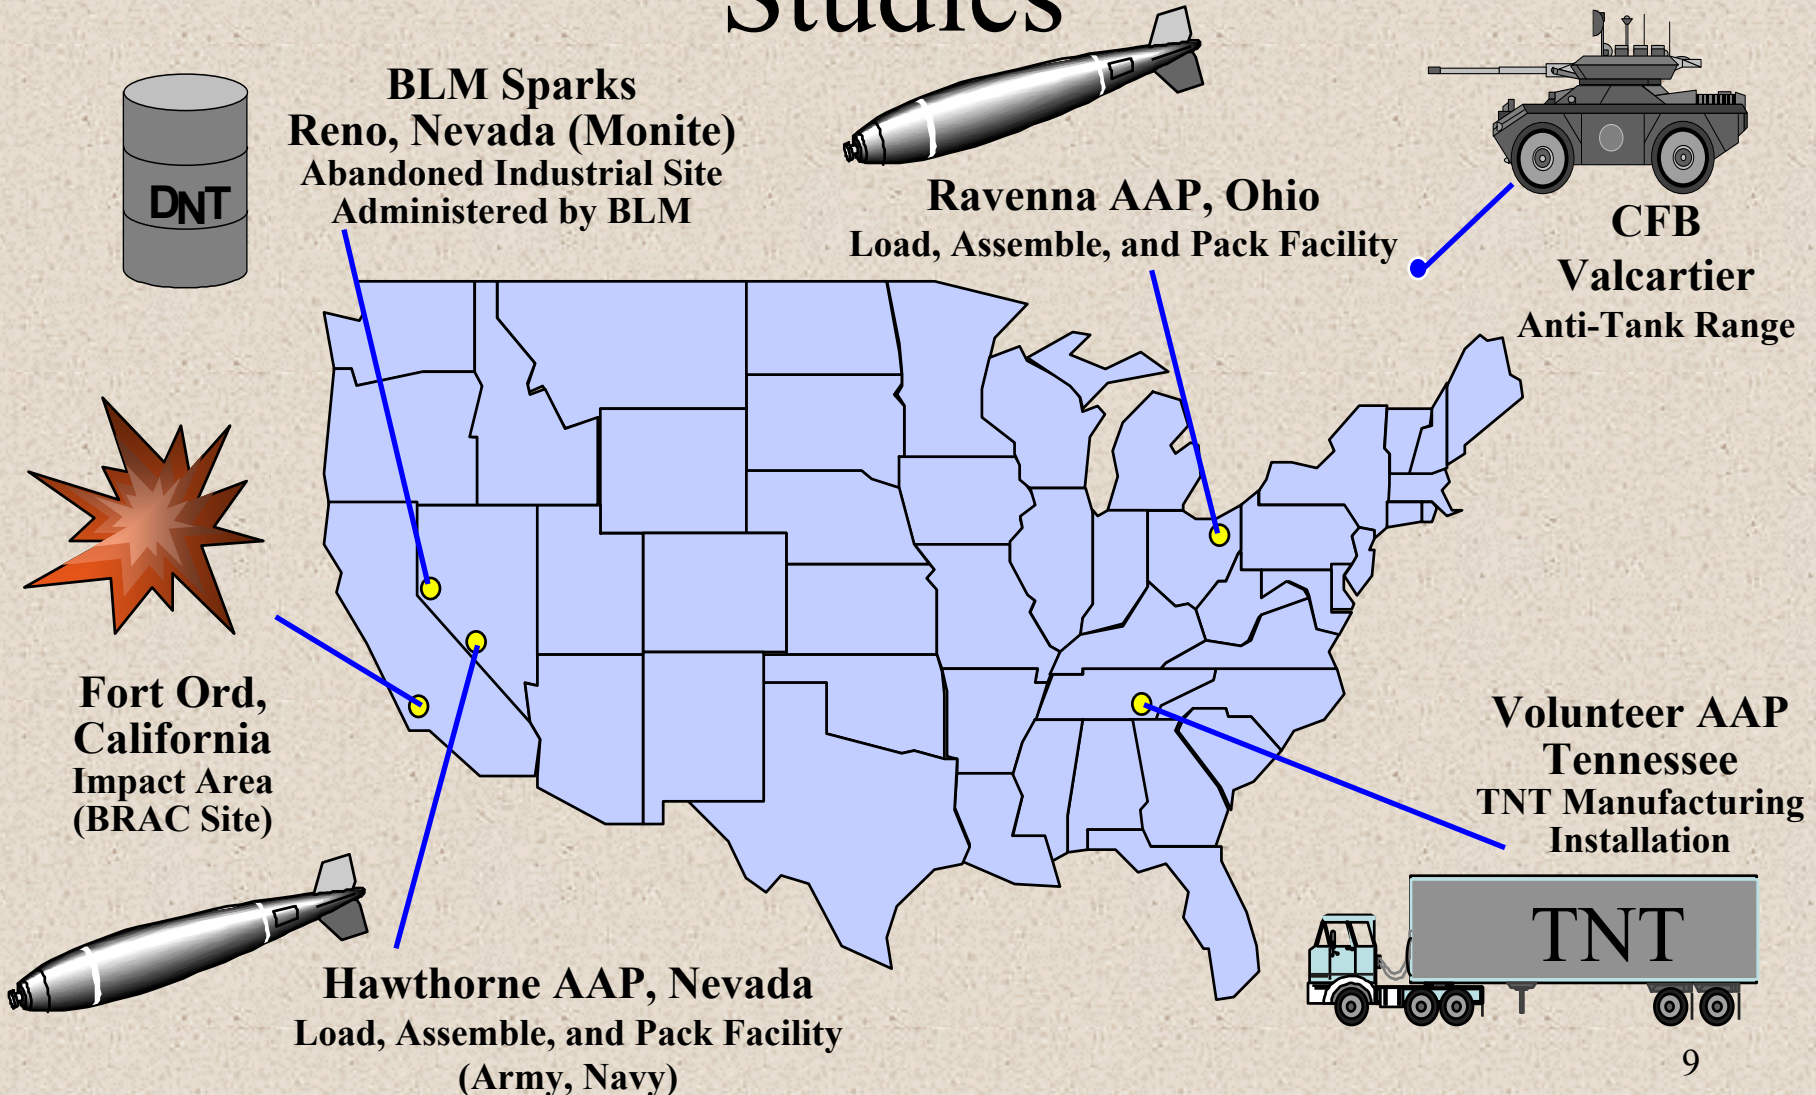 Studies
BLM Sparks
Reno, Nevada (Monite)
Abandoned Industrial Site
Administered by BLM
DNT
Ravenna AAP, Ohio
Load, Assemble, and Pack Facility
CFB
Valcartier
Anti-Tank Range
Fort Ord,
California
Impact Area
(BRAC Site)
Volunteer AAP
Tennessee
TNT Manufacturing
Installation
TNT
Hawthorne AAP, Nevada
Load, Assemble, and Pack Facility
(Army, Navy)
9